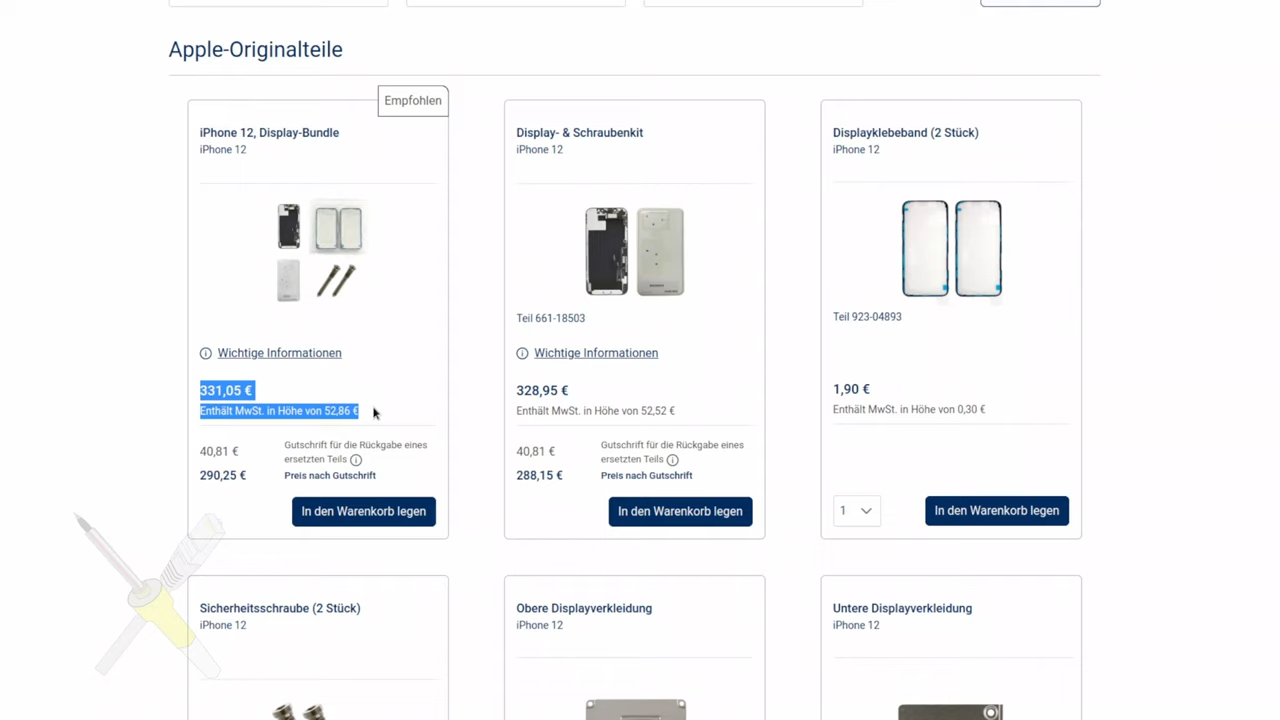 Apple-Originalteile
Empfohlen
iPhone 12, Display-Bundle
iPhone 12
Wichtige Informationen
331,05 €
Enthält MwSt. in Höhe von 52,86 €
40,81 €
Gutschrift für die Rückgabe eines
ersetzten Teils
290,25 €
Preis nach Gutschrift
In den Warenkorb legen
Display- & Schraubenkit
iPhone 12
Teil 661-18503
Wichtige Informationen
328,95 €
Enthält MwSt. in Höhe von 52,52 €
40,81 €
Gutschrift für die Rückgabe eines
ersetzten Teils
288,15 €
Preis nach Gutschrift
In den Warenkorb legen
Displayklebeband (2 Stück)
iPhone 12
Teil 923-04893
1,90 €
Enthält MwSt. in Höhe von 0,30 €
1
In den Warenkorb legen
Sicherheitsschraube (2 Stück)
iPhone 12
Obere Displayverkleidung
iPhone 12
Untere Displayverkleidung
iPhone 12